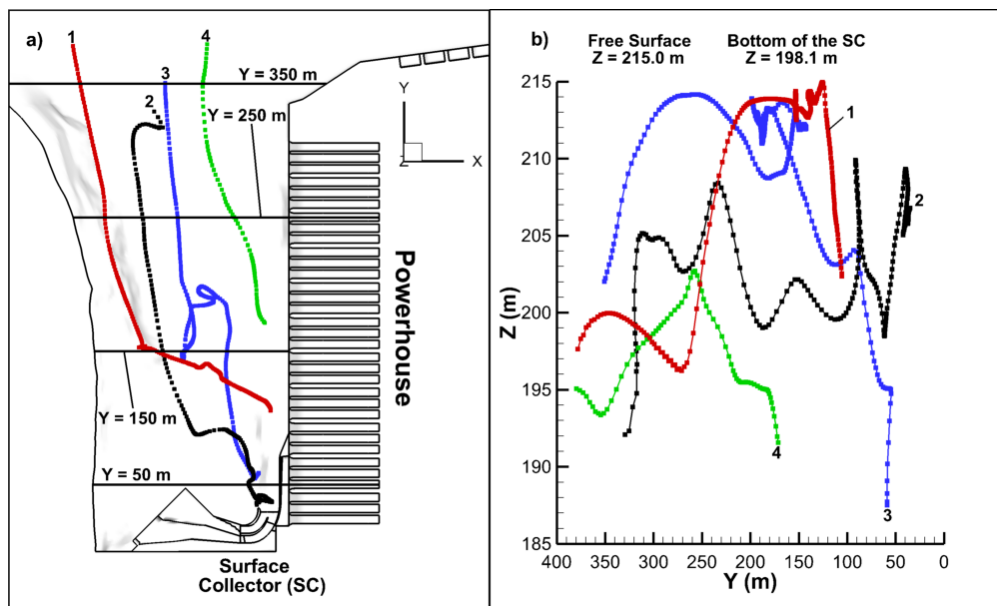 a)
1
4
3
2
Y = 350 m
Y = 250 m
Y
Z
X
Powerhouse
Y = 150 m
Y = 50 m
Surface
Collector (SC)
b)
Free Surface
Z = 215.0 m
Bottom of the SC
Z = 198.1 m
Z (m)
215
210
205
200
195
190
185
1
2
4
3
400 350 300 250 200 150 100 50 0
Y (m)